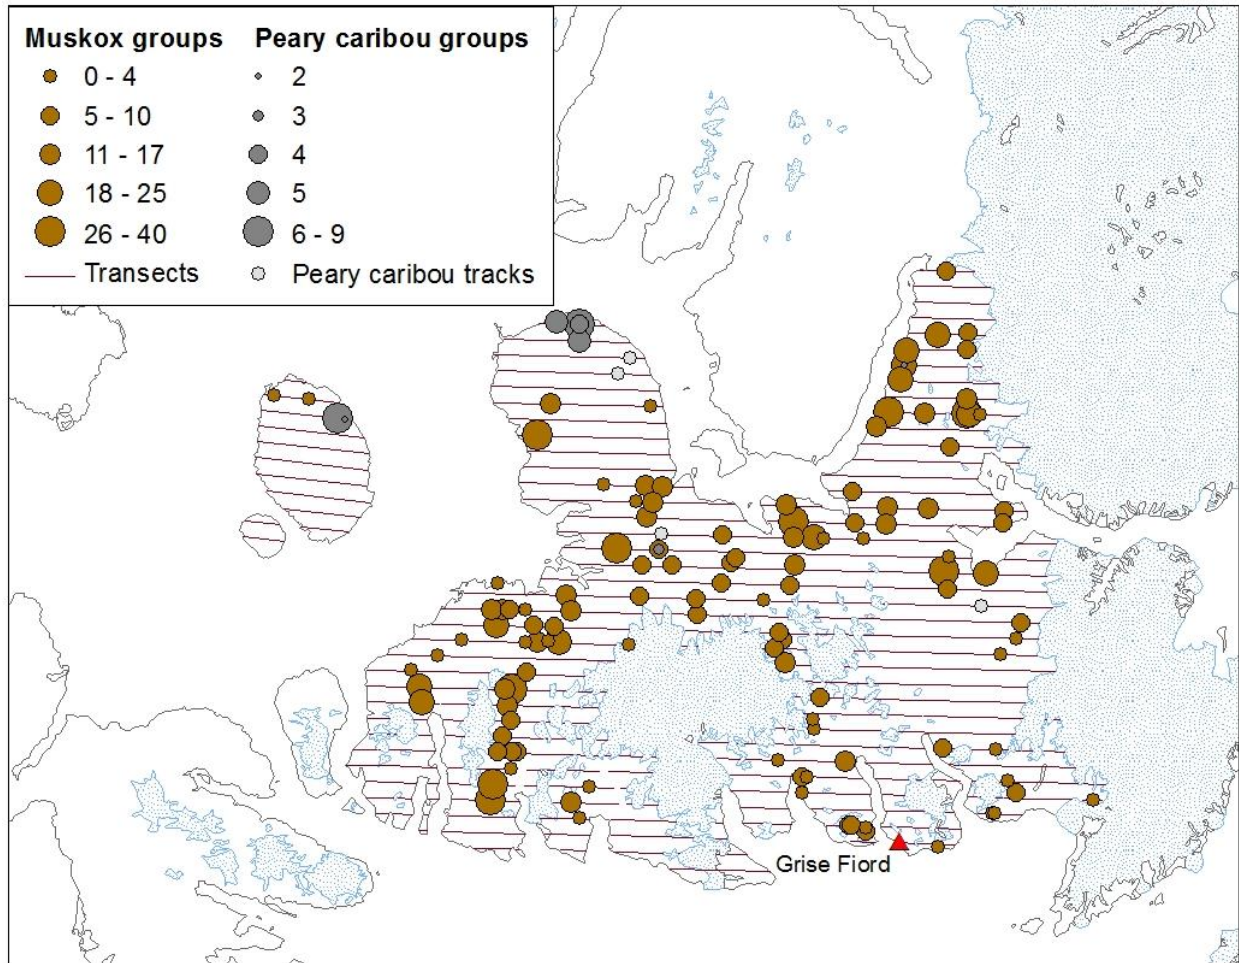 Muskox groups Peary caribou groups
0 - 4 2
5 - 10 3
11 - 17 4
18 - 25 5
26 - 40 6 - 9
Transects Peary caribou tracks
Grise Fiord